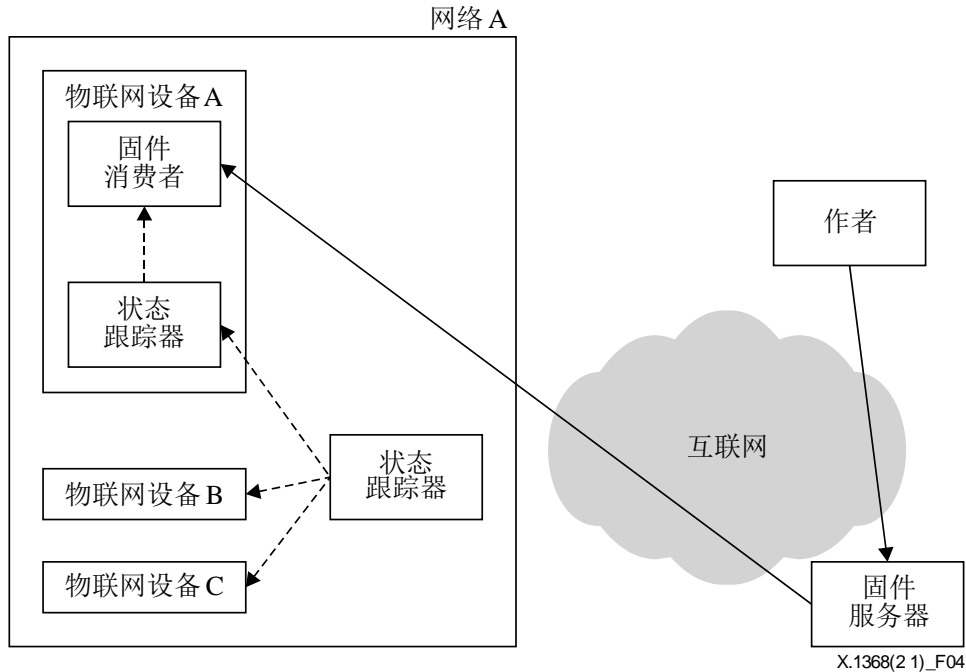 网络A
物联网设备A
固件
消费者
状态
跟踪器
物联网设备B
物联网设备C
状态
跟踪器
互联网
作者
固件
服务器
X.1368(21)_F04